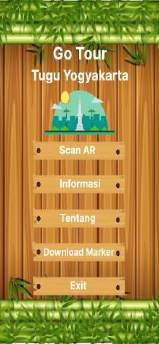 Go Tour
Tugu Yogyakarta
Scan AR
Informasi
Tentang
Download Marker
Exit